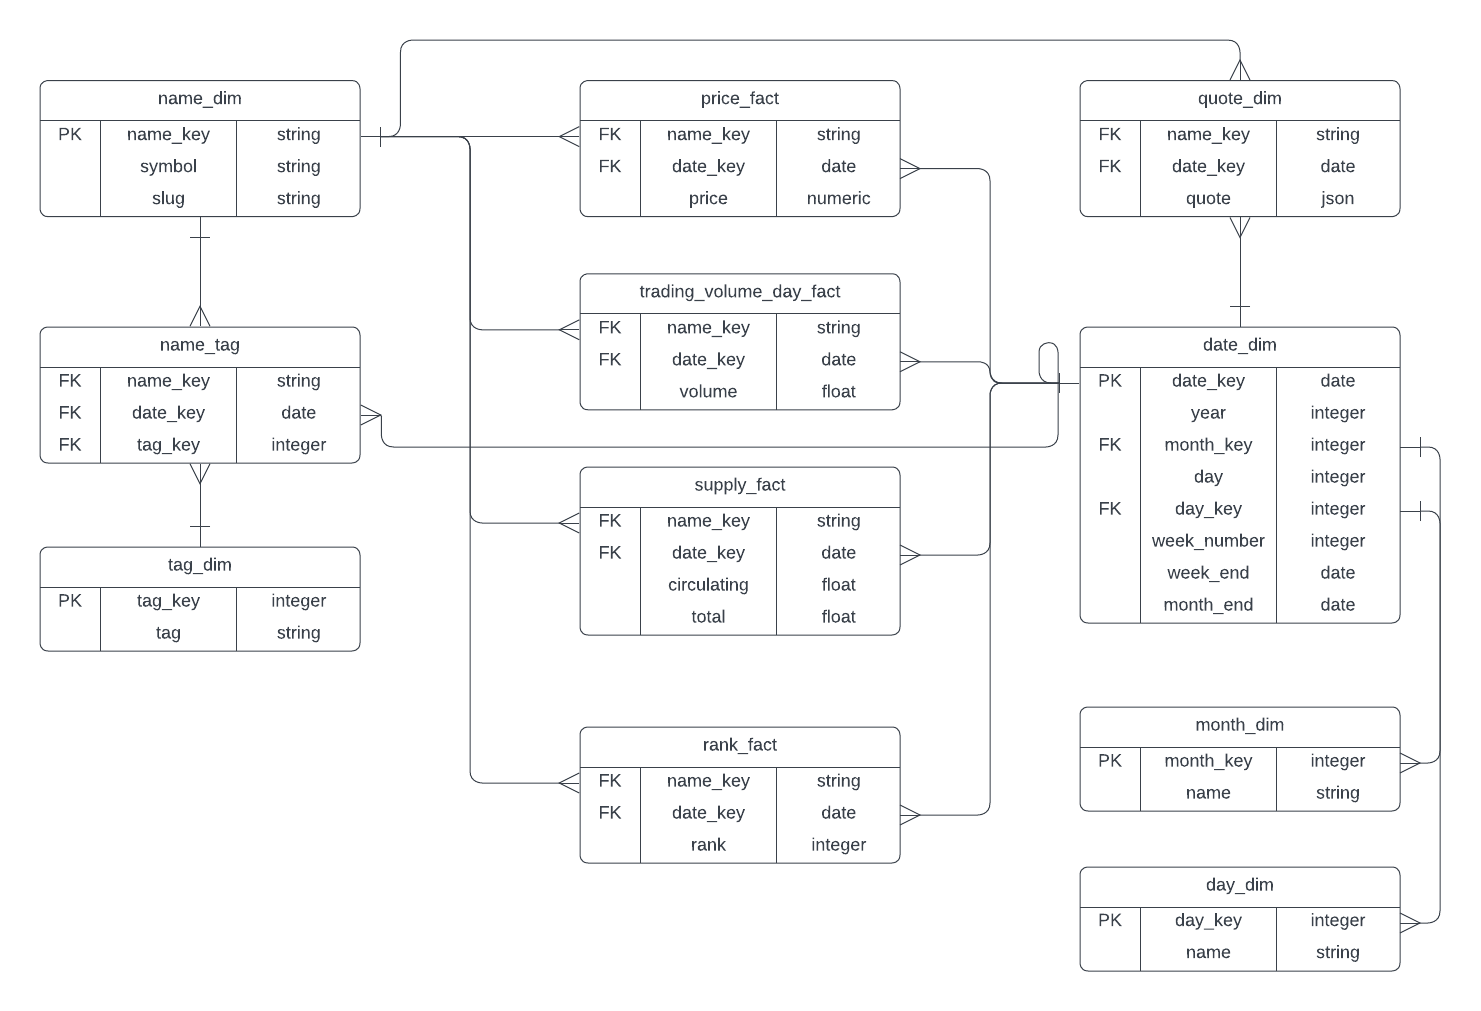 name_dim
PK name_key string
symbol string
slug string
name_tag
FK name_key string
FK date_key date
FK tag_key integer
tag_dim
PK tag_key integer
tag string
price_fact
FK name_key string
FK date_key date
price numeric
trading_volume_day_fact
FK name_key string
FK date_key date
volume float
supply_fact
FK name_key string
FK date_key date
circulating float
total float
rank_fact
FK name_key string
FK date_key date
rank integer
quote_dim
FK name_key string
FK date_key date
quote json
date_dim
PK date_key date
year integer
FK month_key integer
day integer
FK day_key integer
week_number integer
week_end date
month_end date
month_dim
PK month_key integer
name string
day_dim
PK day_key integer
name string